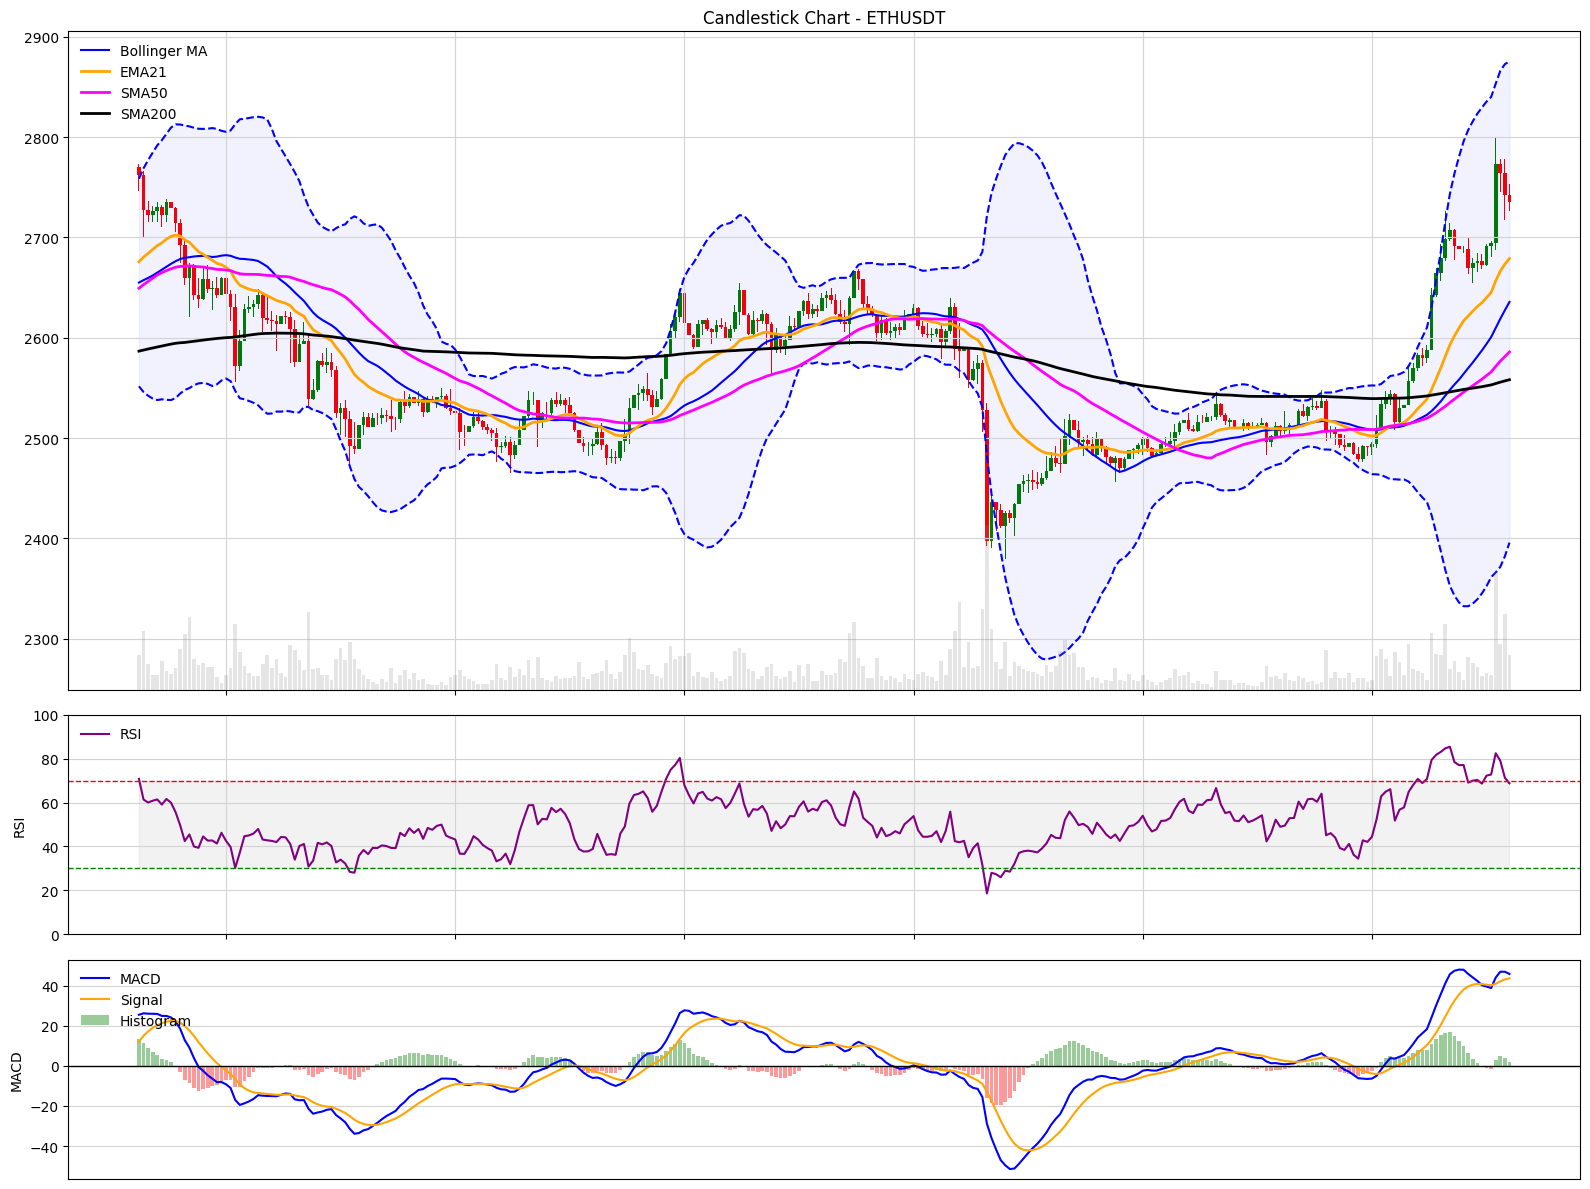 Candlestick Chart - ETHUSDT
2900
2800
2700
2600
2500
2400
2300
Bollinger MA
EMA21
SMA50
SMA200
100
80
60
40
20
0
RSI
RSI
40
20
0
−20
−40
MACD
MACD
Signal
Histogram